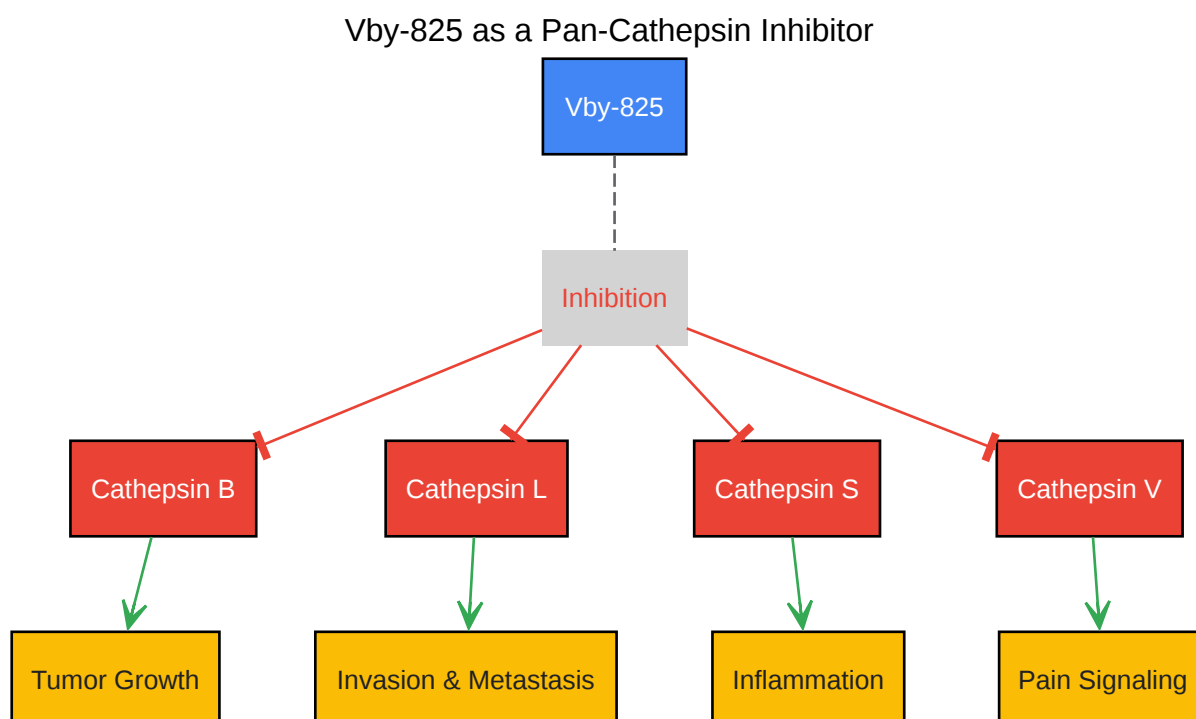 Vby-825 as a Pan-Cathepsin Inhibitor
Vby-825
Inhibition
Cathepsin B
Cathepsin L
Cathepsin S
Cathepsin V
Tumor Growth
Invasion & Metastasis
Inflammation
Pain Signaling